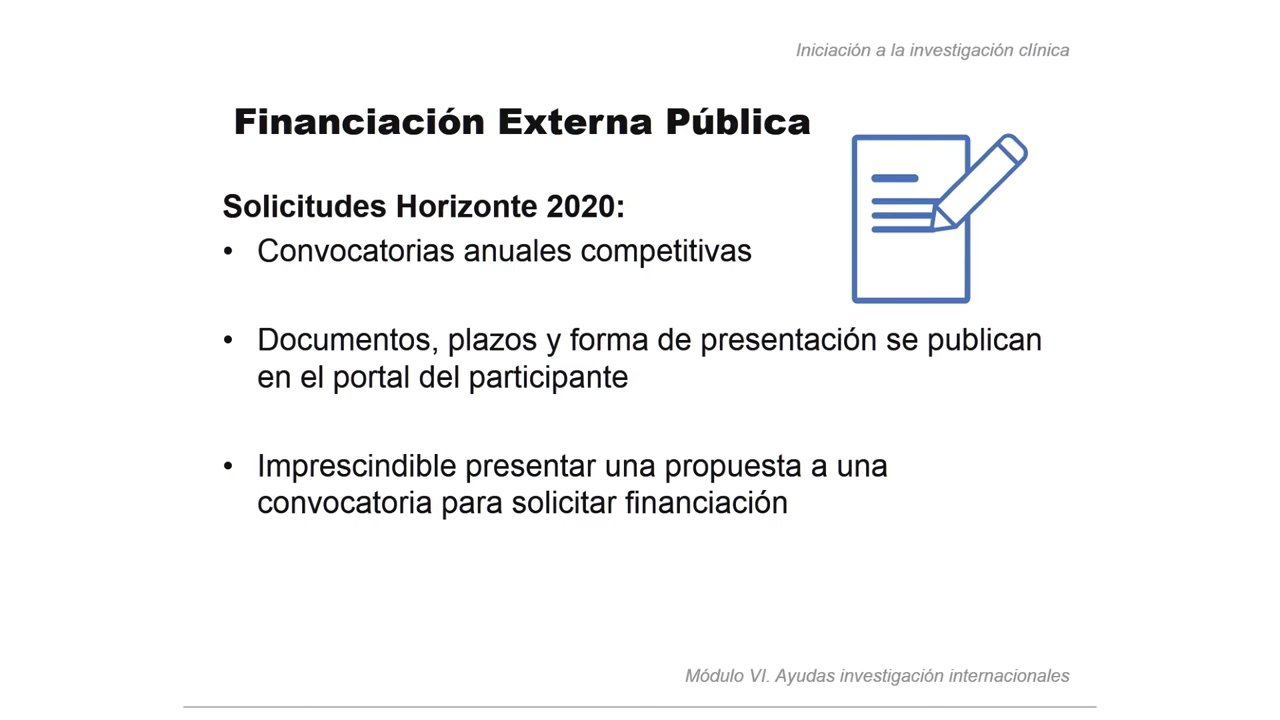 Iniciación a la investigación clínica
Financiación Externa Pública
Solicitudes Horizonte 2020:
• Convocatorias anuales competitivas
• Documentos, plazos y forma de presentación se publican
en el portal del participante
• Imprescindible presentar una propuesta a una
convocatoria para solicitar financiación
Módulo VI. Ayudas investigación internacionales